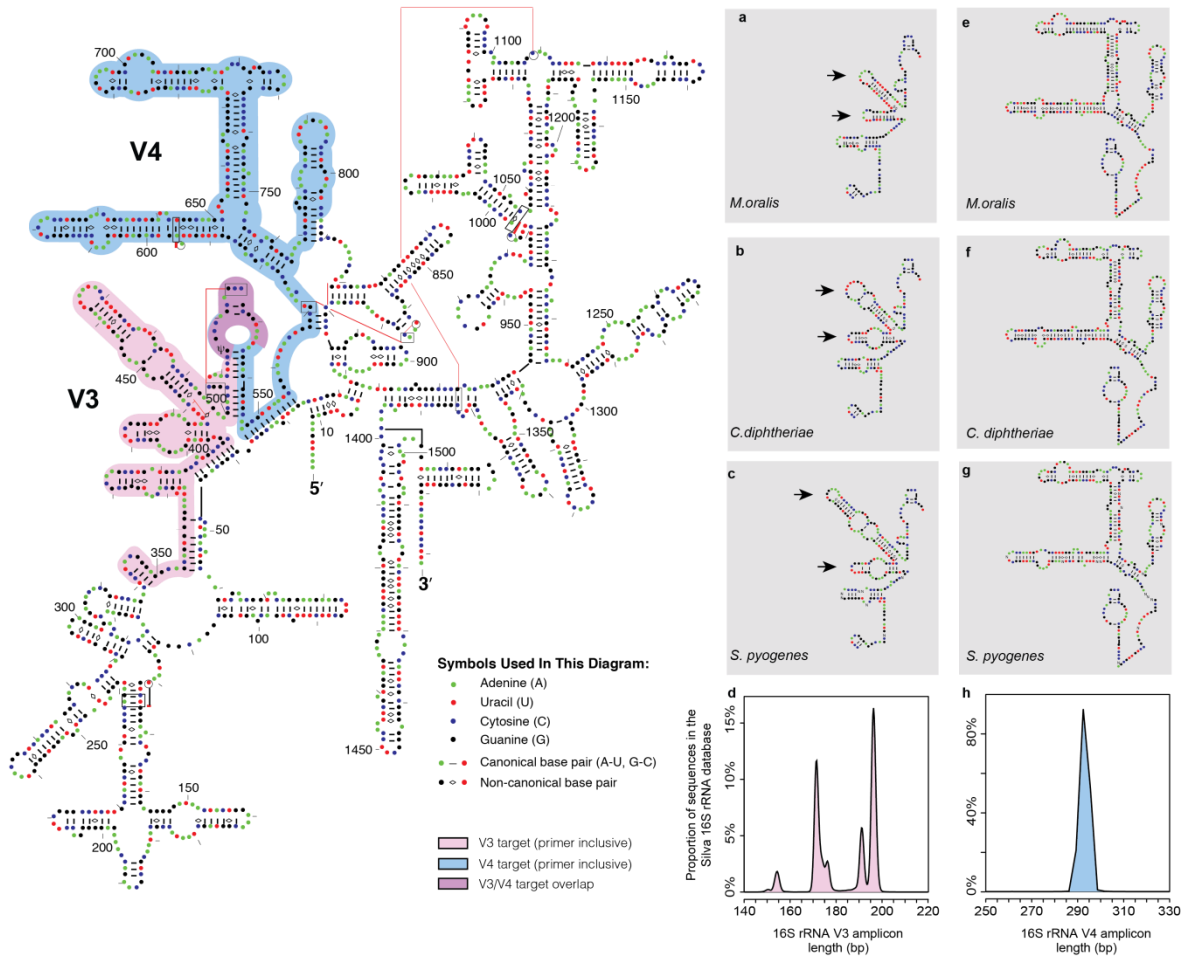 V4
V3
700
750
650
600
800
450
500
550
400
350
50
10
5′
300
100
250
150
200
1100
1150
1200
1050
1000
850
950
900
1250
1300
1350
1400
1500
3′
1450
Symbols Used In This Diagram:
Adenine (A)
Uracil (U)
Cytosine (C)
Guanine (G)
Canonical base pair (A-U, G-C)
Non-canonical base pair
V3 target (primer inclusive)
V4 target (primer inclusive)
V3/V4 target overlap
a
M.oralis
b
C.diphtheriae
c
S. pyogenes
d
Proportion of sequences in the
Silva 16S rRNA database
15%
10%
5%
0%
140 160 180 200 220
16S rRNA V3 amplicon
length (bp)
e
M.oralis
f
C. diphtheriae
g
S. pyogenes
h
80%
40%
0%
250 270 290 310 330
16S rRNA V4 amplicon
length (bp)